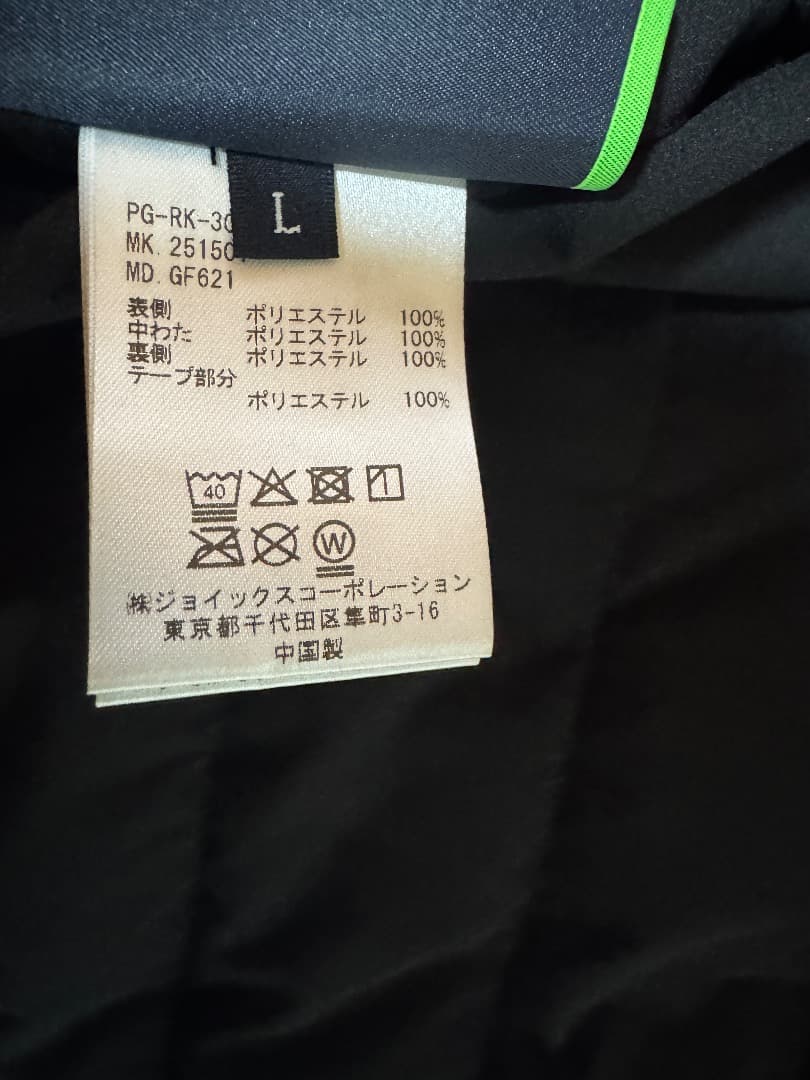 L
PG-RK-30
MK. 25150
MD. GF621
表側 ポリエステル 100%
中わた ポリエステル 100%
裏側 ポリエステル 100%
テープ部分
ポリエステル 100%
40
W
㈱ジョイックスコーポレーション
東京都千代田区隼町3-16
中国製